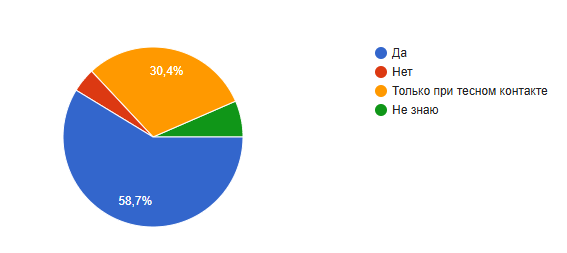 30,4%
58,7%
Да
Нет
Только при тесном контакте
Не знаю